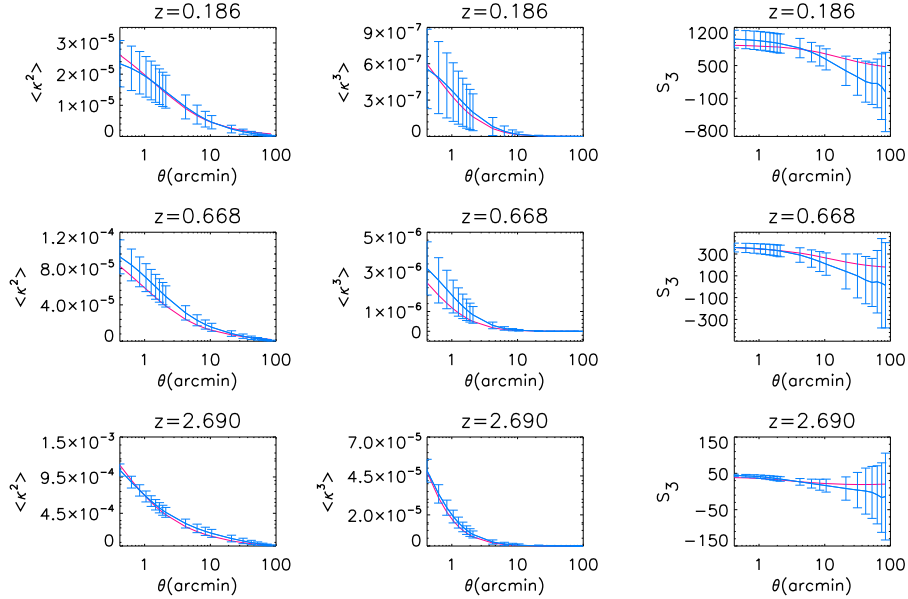 z=0.186 z=0.186 z=0.186
<κ²> 3×10⁻⁵ 2×10⁻⁵ 1×10⁻⁵ 0
1 10 100
θ(arcmin)
<κ³> 9×10⁻⁷ 6×10⁻⁷ 3×10⁻⁷ 0
1 10 100
θ(arcmin)
S₃ 1200 500 −100 −800
1 10 100
θ(arcmin)
z=0.668 z=0.668 z=0.668
<κ²> 1.2×10⁻⁴ 8.0×10⁻⁵ 4.0×10⁻⁵ 0
1 10 100
θ(arcmin)
<κ³> 5×10⁻⁶ 3×10⁻⁶ 1×10⁻⁶ 0
1 10 100
θ(arcmin)
S₃ 300 100 −100 −300
1 10 100
θ(arcmin)
z=2.690 z=2.690 z=2.690
<κ²> 1.5×10⁻³ 9.5×10⁻⁴ 4.5×10⁻⁴ 0
1 10 100
θ(arcmin)
<κ³> 7.0×10⁻⁵ 4.5×10⁻⁵ 2.0×10⁻⁵ 0
1 10 100
θ(arcmin)
S₃ 150 50 −50 −150
1 10 100
θ(arcmin)